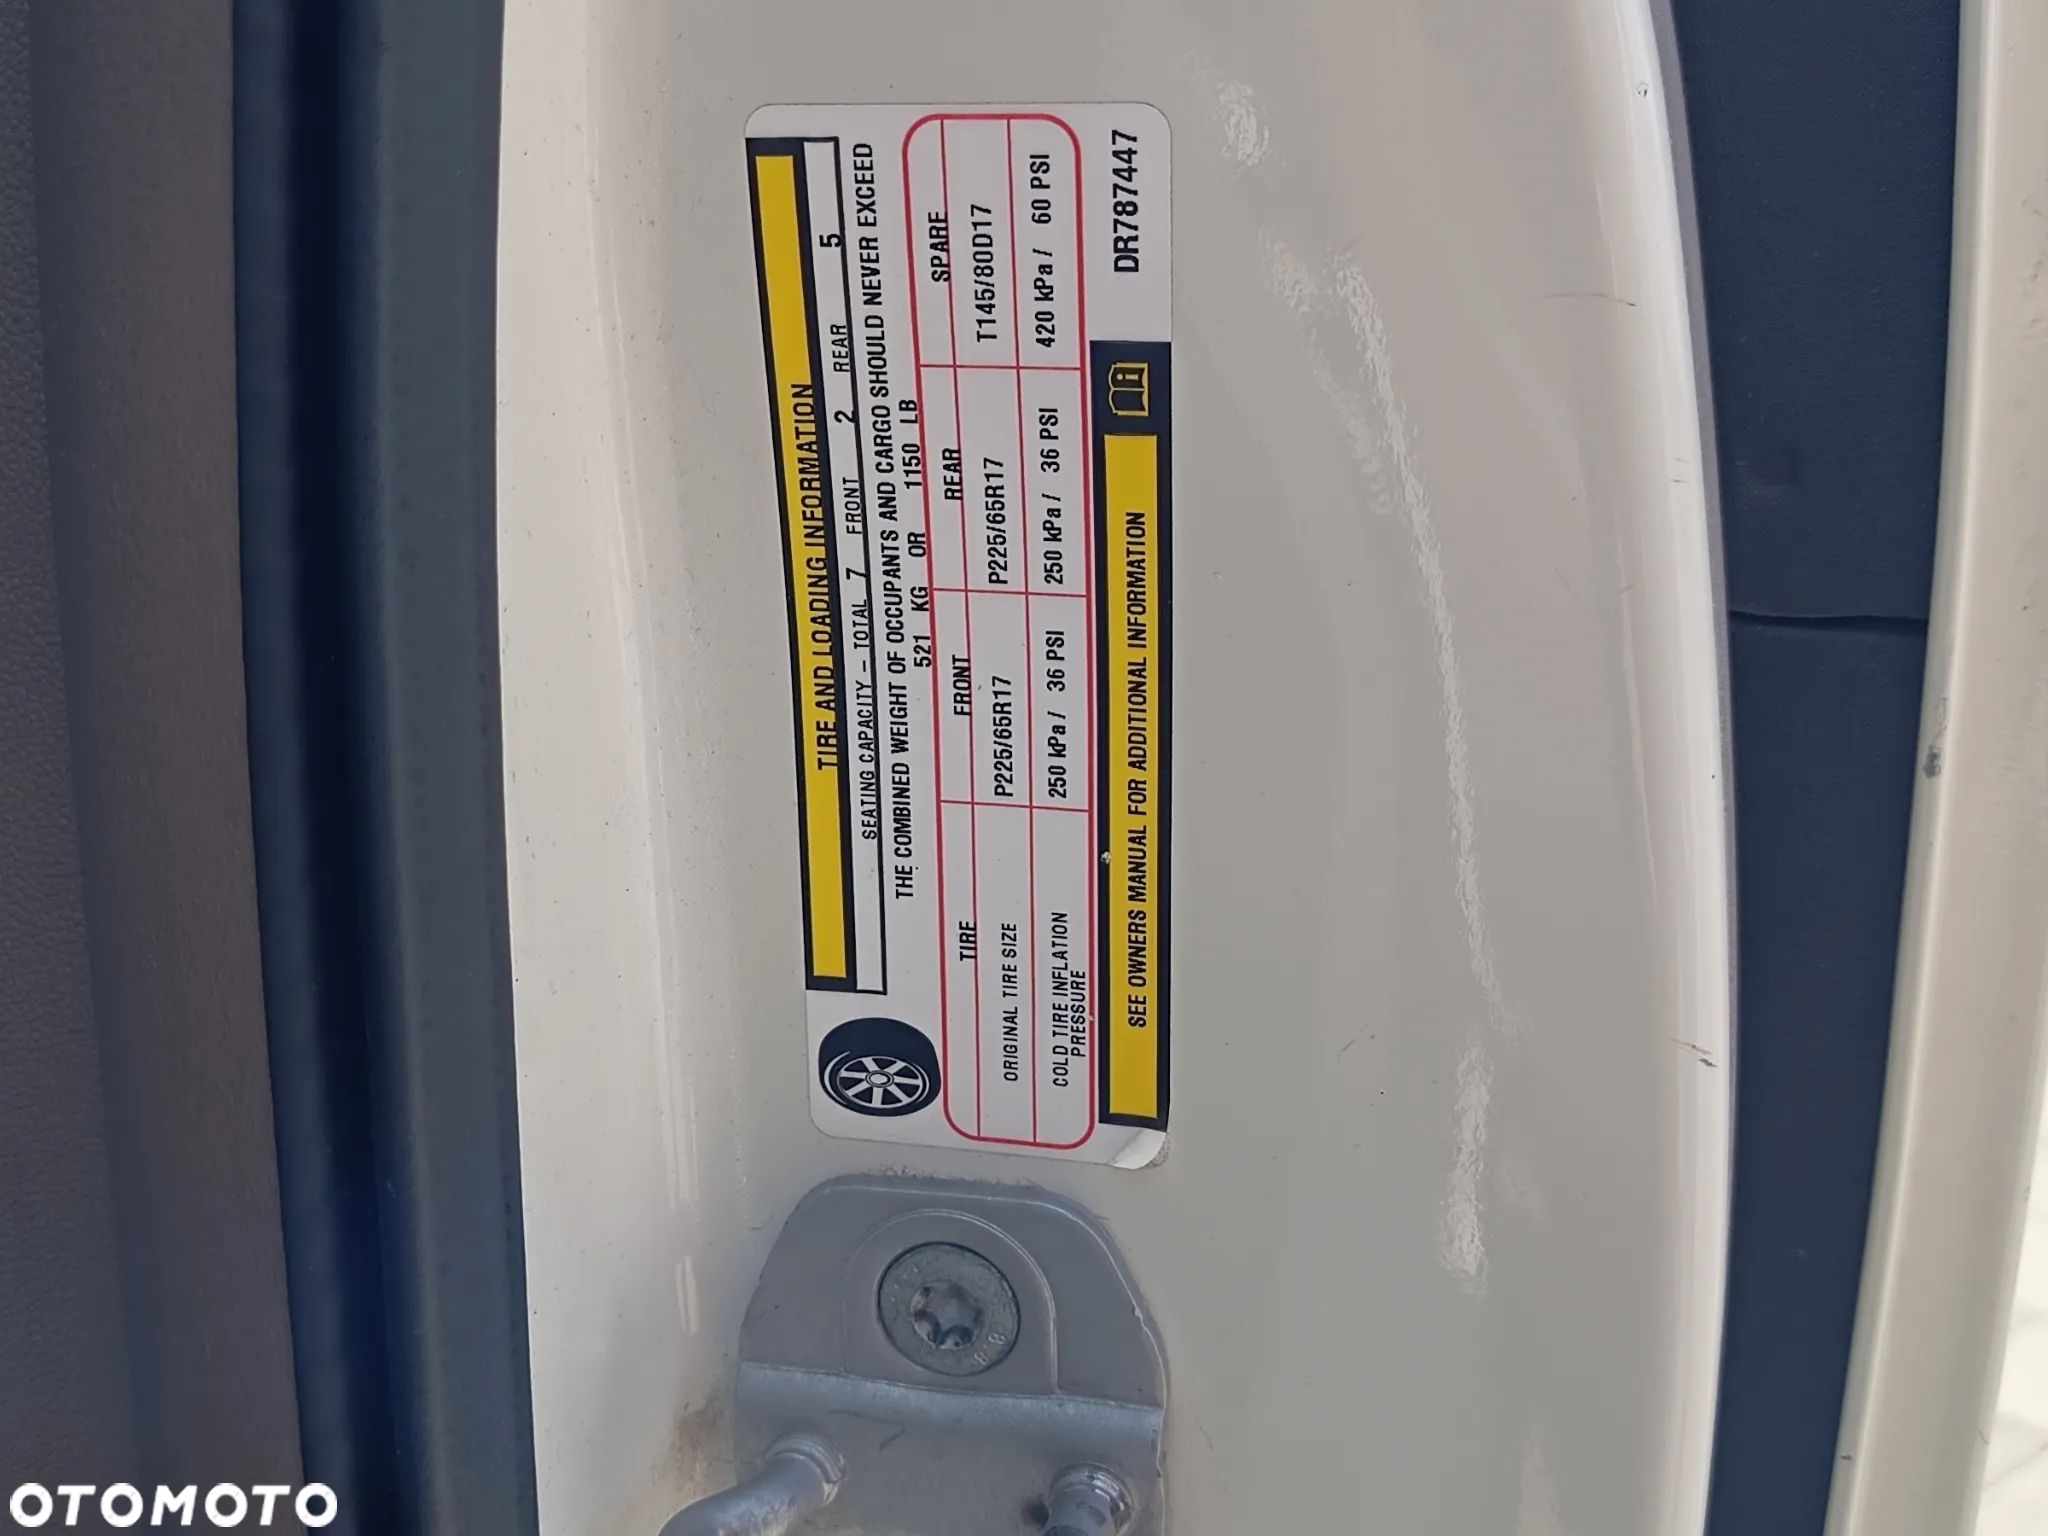 TIRE AND LOADING INFORMATION
SEATING CAPACITY - TOTAL 7 FRONT 2 REAR 5
THE COMBINED WEIGHT OF OCCUPANTS AND CARGO SHOULD NEVER EXCEED
521 KG OR 1150 LB
TIRE FRONT REAR SPARE
ORIGINAL TIRE SIZE P225/65R17 P225/65R17 T145/80D17
COLD TIRE INFLATION PRESSURE 250 kPa / 36 PSI 250 kPa / 36 PSI 420 kPa / 60 PSI
SEE OWNERS MANUAL FOR ADDITIONAL INFORMATION
DR787447
8.8
OTOMOTO